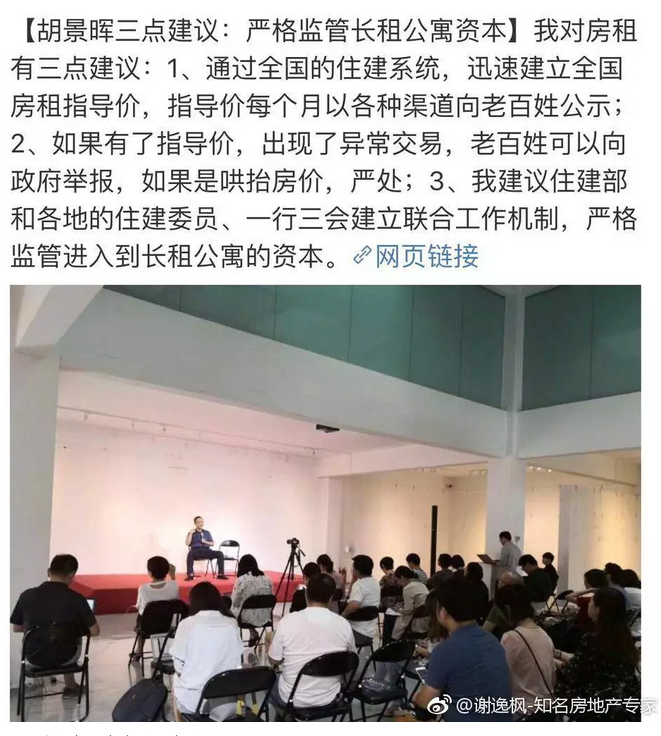 【胡景晖三点建议：严格监管长租公寓资本】我对房租
有三点建议：1、通过全国的住建系统，迅速建立全国
房租指导价，指导价每个月以各种渠道向老百姓公示；
2、如果有了指导价，出现了异常交易，老百姓可以向
政府举报，如果是哄抬房价，严处；3、我建议住建部
和各地的住建委员、一行三会建立联合工作机制，严格
监管进入到长租公寓的资本。网页链接
@谢逸枫-知名房地产专家